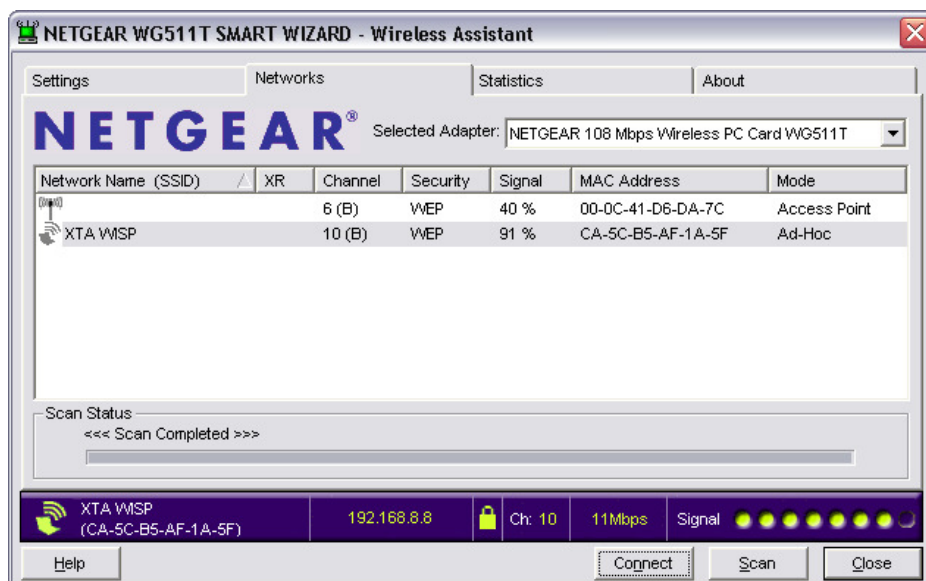 NETGEAR WG511T SMART WIZARD - Wireless Assistant
Settings Networks Statistics About
NETGEAR® Selected Adapter: NETGEAR 108 Mbps Wireless PC Card WG511T
Network Name (SSID) XR Channel Security Signal MAC Address Mode
6 (B) WEP 40 % 00-0C-41-D6-DA-7C Access Point
XTA WISP 10 (B) WEP 91 % CA-5C-B5-AF-1A-5F Ad-Hoc
Scan Status
<<< Scan Completed >>>
XTA WISP 192.168.8.8 Ch: 10 11Mbps Signal
(CA-5C-B5-AF-1A-5F)
Help Connect Scan Close